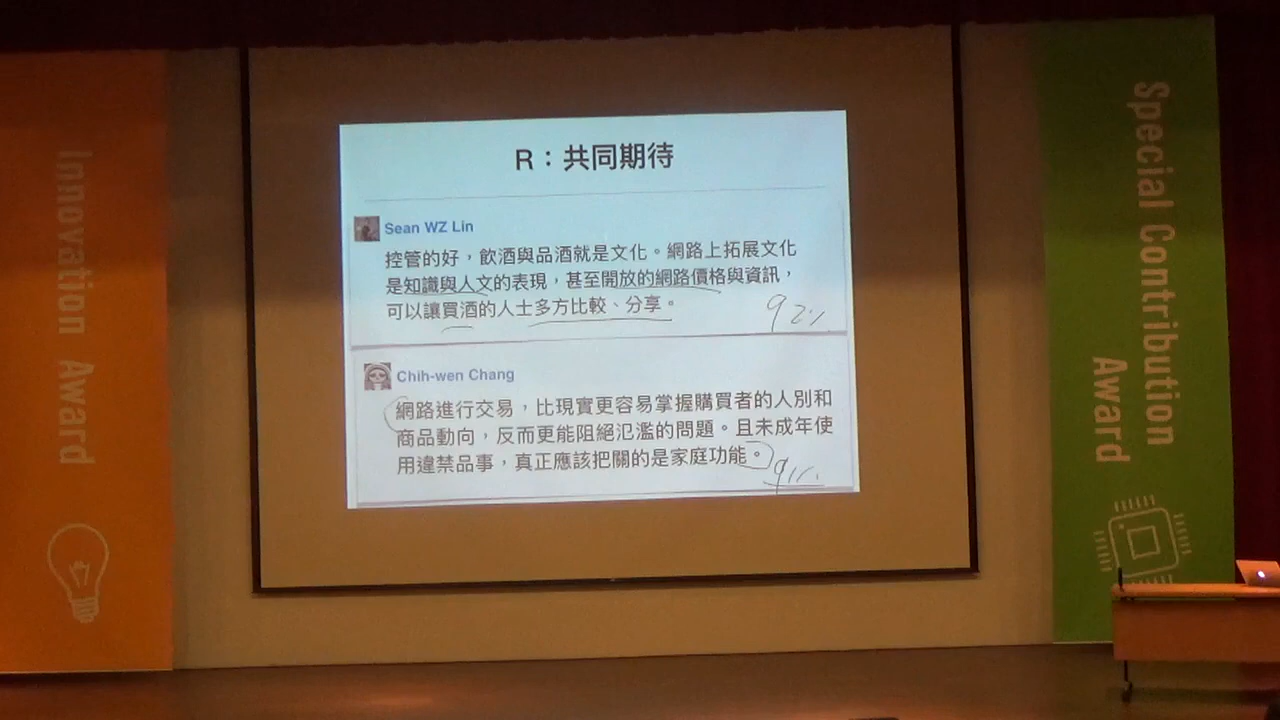 Innovation Award
R：共同期待
Sean WZ Lin
控管的好，飲酒與品酒就是文化。網路上拓展文化
是知識與人文的表現，甚至開放的網路價格與資訊，
可以讓買酒的人士多方比較、分享。
92%
Chih-wen Chang
網路進行交易，比現實更容易掌握購買者的人別和
商品動向，反而更能阻絕氾濫的問題。且未成年使
用違禁品事，真正應該把關的是家庭功能。
91%
Special Contribution
Award